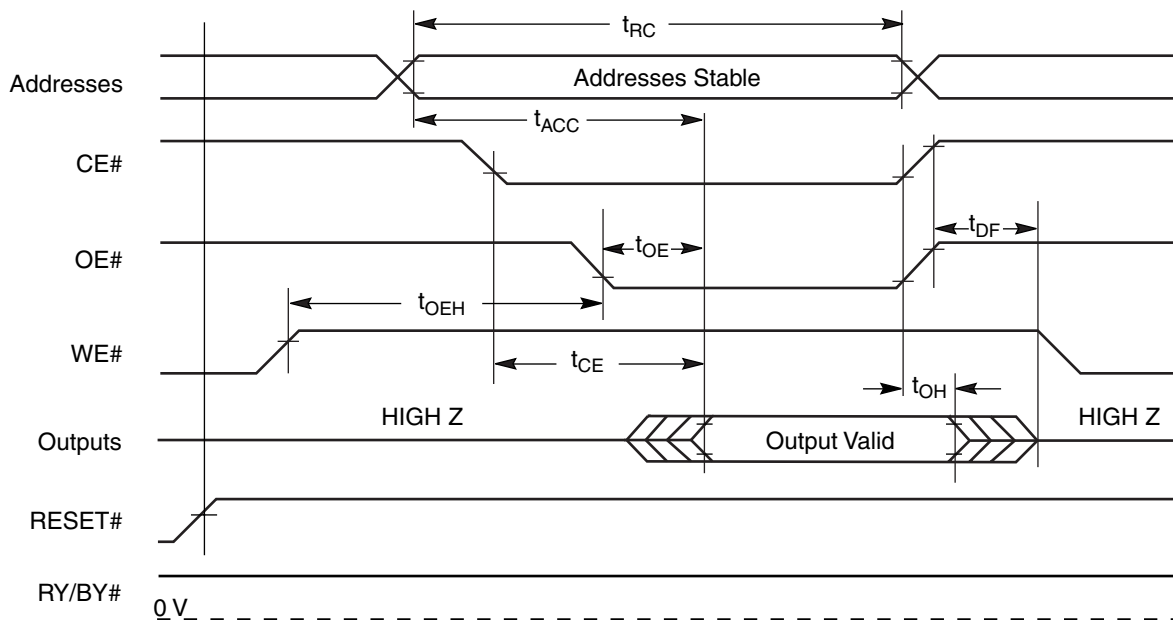 tRC
Addresses
Addresses Stable
tACC
CE#
tDF
OE#
tOE
tOEH
WE#
tCE
tOH
HIGH Z
HIGH Z
Outputs
Output Valid
RESET#
RY/BY#
0 V